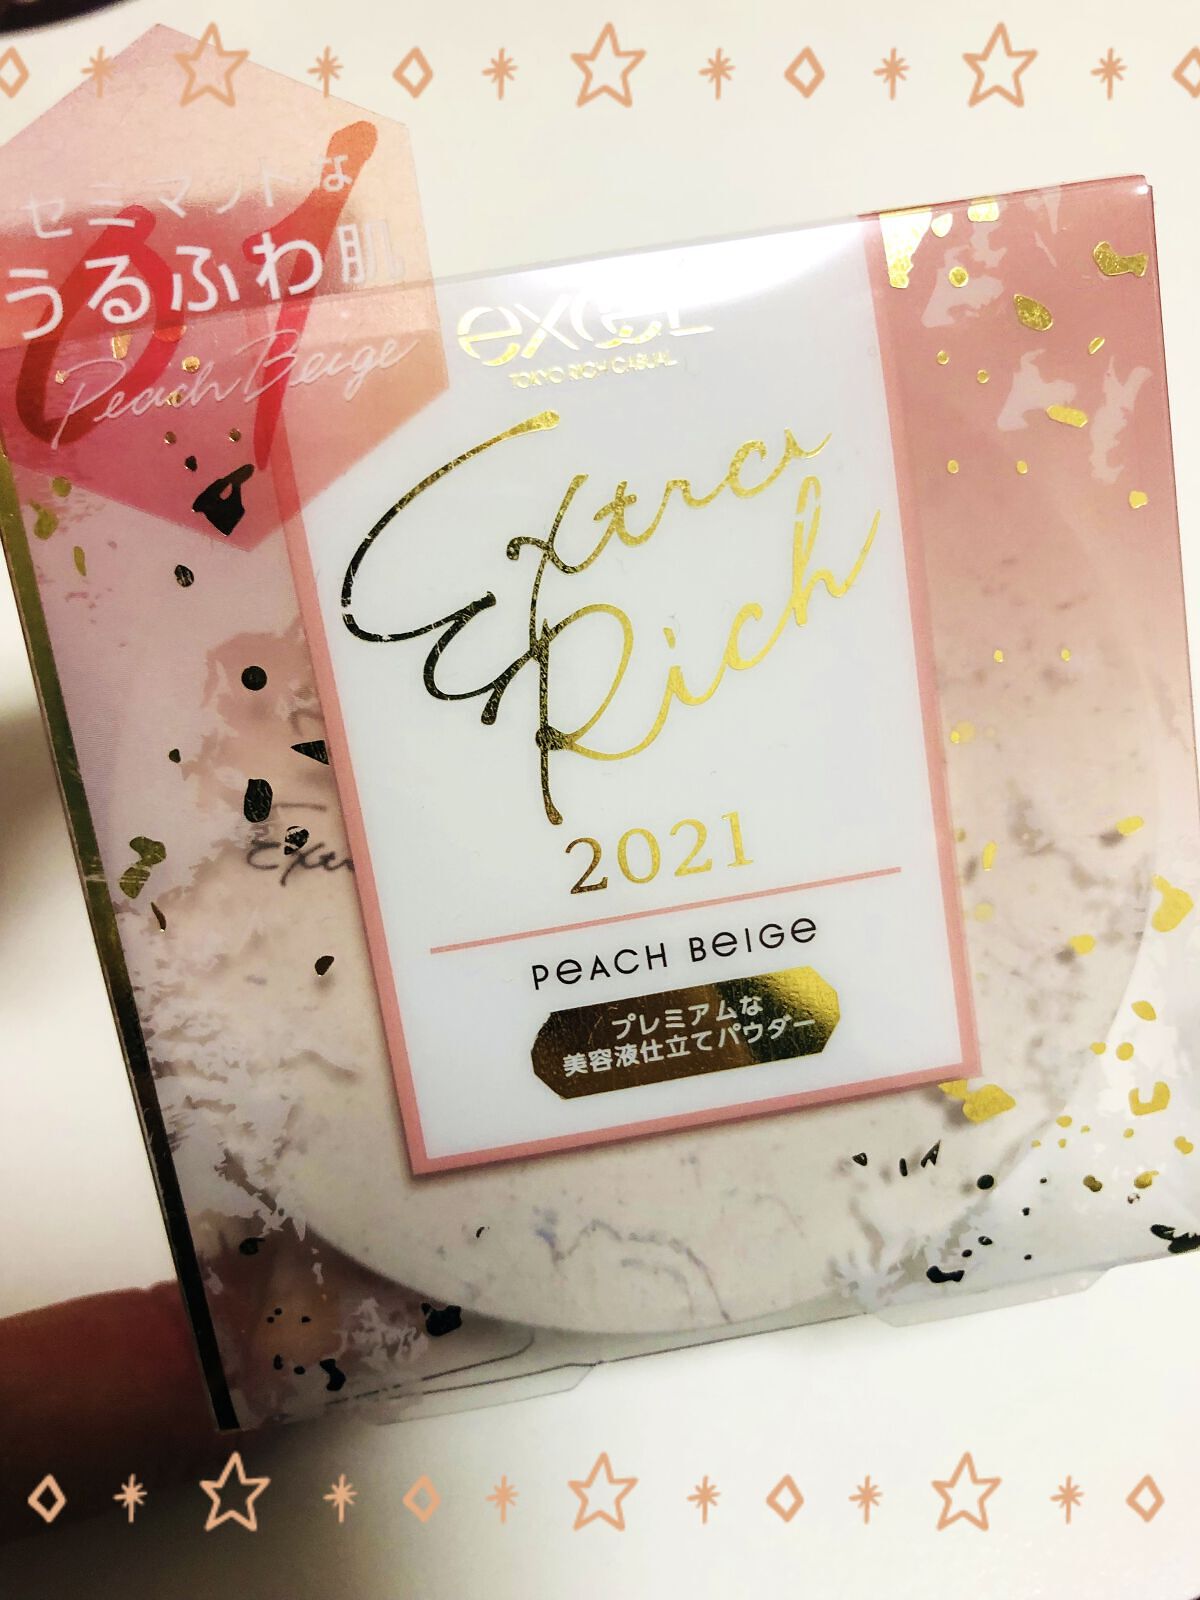 セミマットな
うるふわ肌
01
Peach Beige
excel
TOKYO RICH CASUAL
Extra
Rich
2021
PEACH BEIGE
プレミアムな
美容液仕立てパウダー
Extra